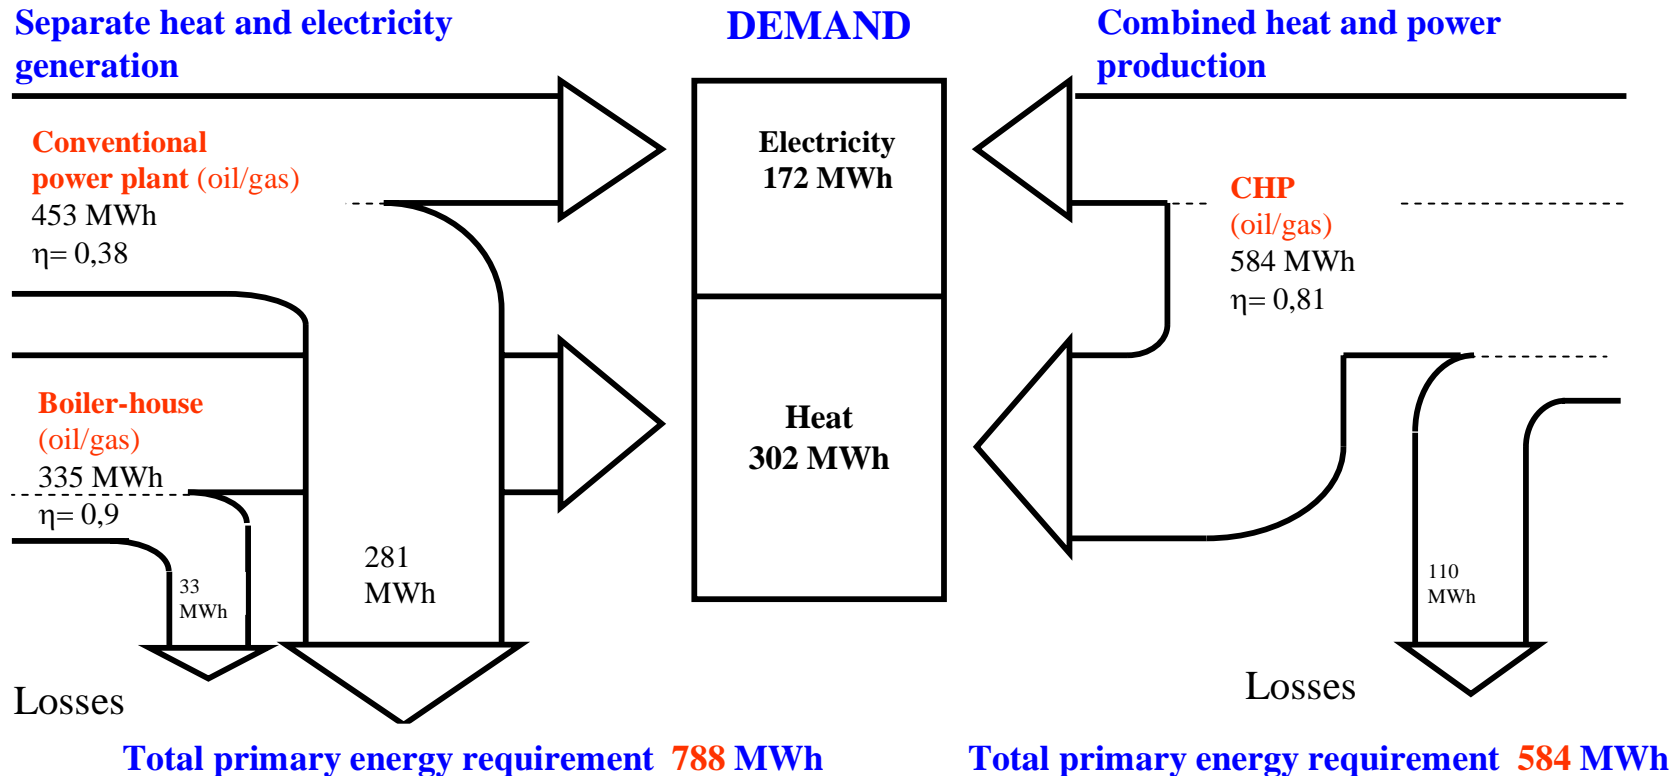 Separate heat and electricity
generation
DEMAND
Combined heat and power
production
Conventional
power plant (oil/gas)
453 MWh
η= 0,38
Electricity
172 MWh
CHP
(oil/gas)
584 MWh
η= 0,81
Boiler-house
(oil/gas)
335 MWh
η= 0,9
Heat
302 MWh
281
MWh
33
MWh
110
MWh
Losses
Losses
Total primary energy requirement 788 MWh
Total primary energy requirement 584 MWh